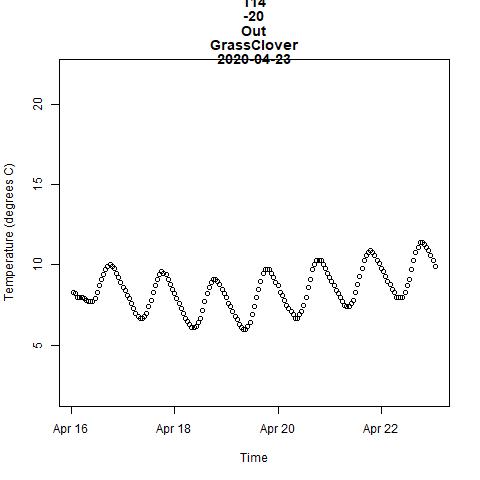 T14
-20
Out
GrassClover
2020-04-23
Temperature (degrees C)
20
15
10
5
Apr 16
Apr 18
Apr 20
Apr 22
Time